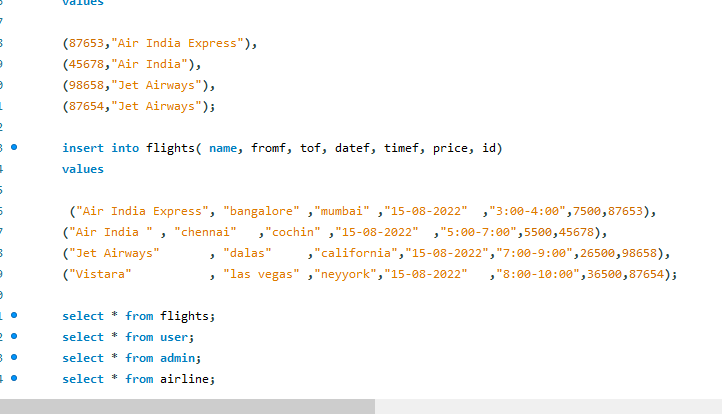 values
(87653,"Air India Express"),
(45678,"Air India"),
(98658,"Jet Airways"),
(87654,"Jet Airways");
insert into flights( name, fromf, tof, datef, timef, price, id)
values
("Air India Express", "bangalore" ,"mumbai" ,"15-08-2022" ,"3:00-4:00",7500,87653),
("Air India " , "chennai" ,"cochin" ,"15-08-2022" ,"5:00-7:00",5500,45678),
("Jet Airways" , "dalas" ,"california","15-08-2022","7:00-9:00",26500,98658),
("Vistara" , "las vegas" ,"neyyork","15-08-2022" ,"8:00-10:00",36500,87654);
select * from flights;
select * from user;
select * from admin;
select * from airline;